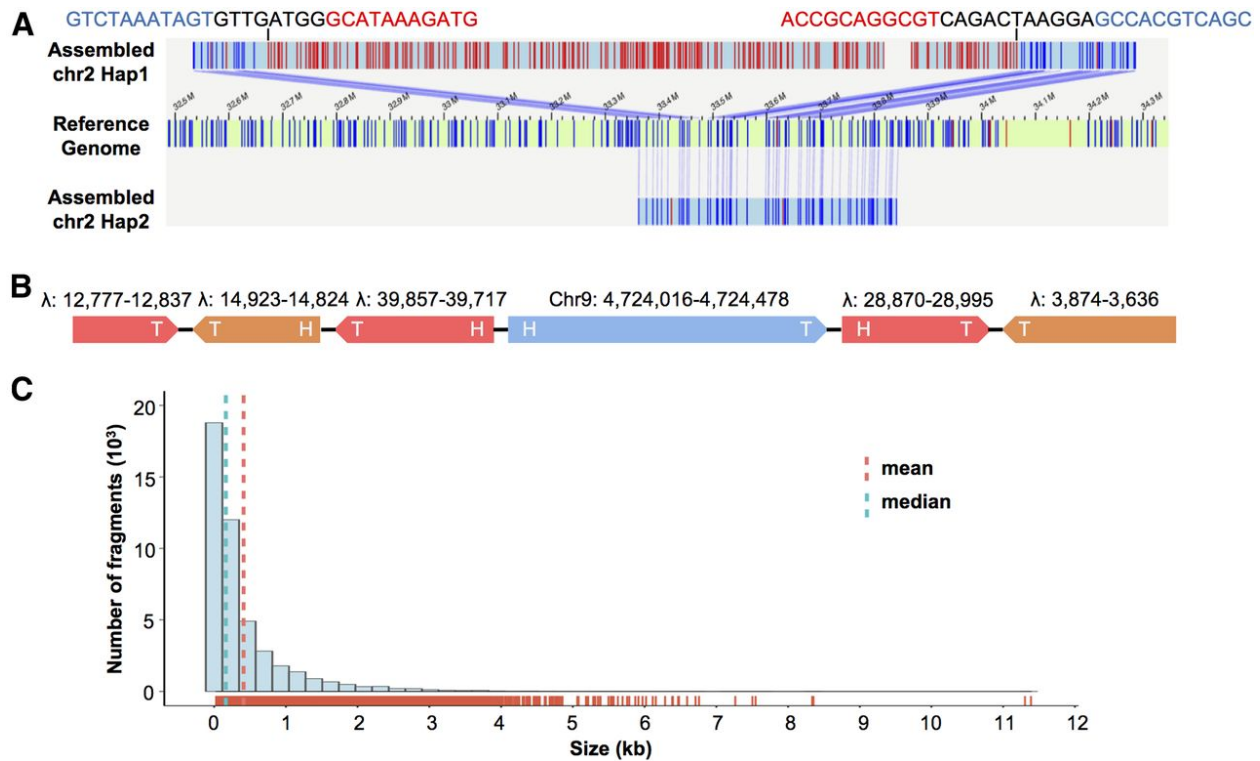 A
GTCTAAATAGTGTTGATGGGCATAAAGATG ACCGCAGGCGTCAGACTAAGGAGCCACGTCAGC
Assembled
chr2 Hap1
32.5 M 32.6 M 32.7 M 32.8 M 32.9 M 33 M 33.1 M 33.2 M 33.3 M 33.4 M 33.5 M 33.6 M 33.7 M 33.8 M 33.9 M 34 M 34.1 M 34.2 M 34.3 M
Reference
Genome
Assembled
chr2 Hap2
B
λ: 12,777-12,837 λ: 14,923-14,824 λ: 39,857-39,717 Chr9: 4,724,016-4,724,478 λ: 28,870-28,995 λ: 3,874-3,636
T T H T H H T H T T
C
Number of fragments (10³)
20
15
10
5
0
mean
median
0 1 2 3 4 5 6 7 8 9 10 11 12
Size (kb)